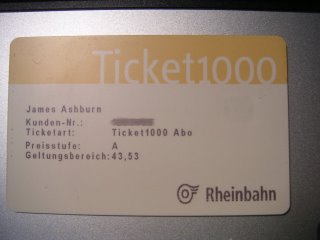 Ticket1000
James Ashburn
Kunden-Nr.:
Ticketart: Ticket1000 Abo
Preisstufe: A
Geltungsbereich:43,53
Rheinbahn